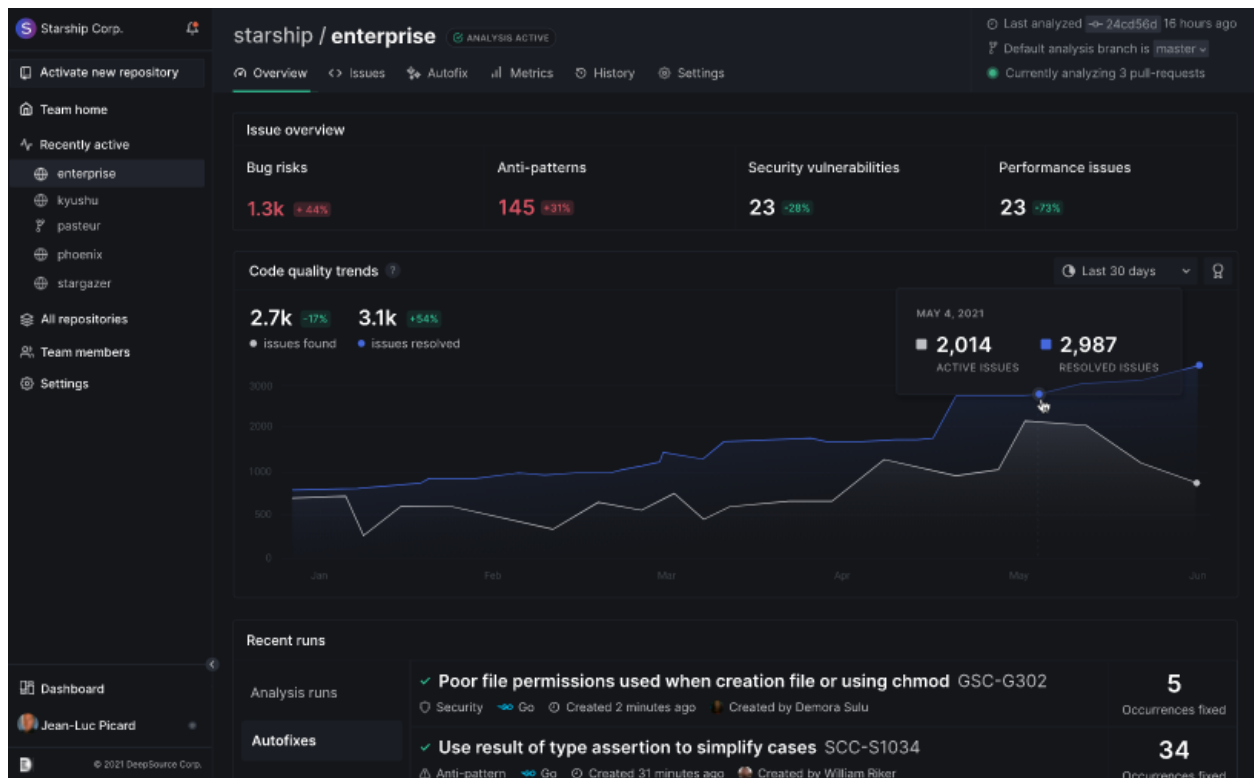 Starship Corp.
Activate new repository
Team home
Recently active
enterprise
kyushu
pasteur
phoenix
stargazer
All repositories
Team members
Settings
Dashboard
Jean-Luc Picard
© 2021 DeepSource Corp.
starship / enterprise ANALYSIS ACTIVE
Last analyzed 24cd56d 16 hours ago
Default analysis branch is master
Currently analyzing 3 pull-requests
Overview Issues Autofix Metrics History Settings
Issue overview
Bug risks Anti-patterns Security vulnerabilities Performance issues
1.3k +44% 145 +31% 23 -28% 23 -73%
Code quality trends ? Last 30 days
2.7k -17% 3.1k +54%
issues found issues resolved
MAY 4, 2021
2,014 2,987
ACTIVE ISSUES RESOLVED ISSUES
3000
2000
1000
500
0
Jan Feb Mar Apr May Jun
Recent runs
Analysis runs
Autofixes
Poor file permissions used when creation file or using chmod GSC-G302
Security Go Created 2 minutes ago Created by Demora Sulu
5
Occurrences fixed
Use result of type assertion to simplify cases SCC-S1034
Anti-pattern Go Created 31 minutes ago Created by William Riker
34
Occurrences fixed